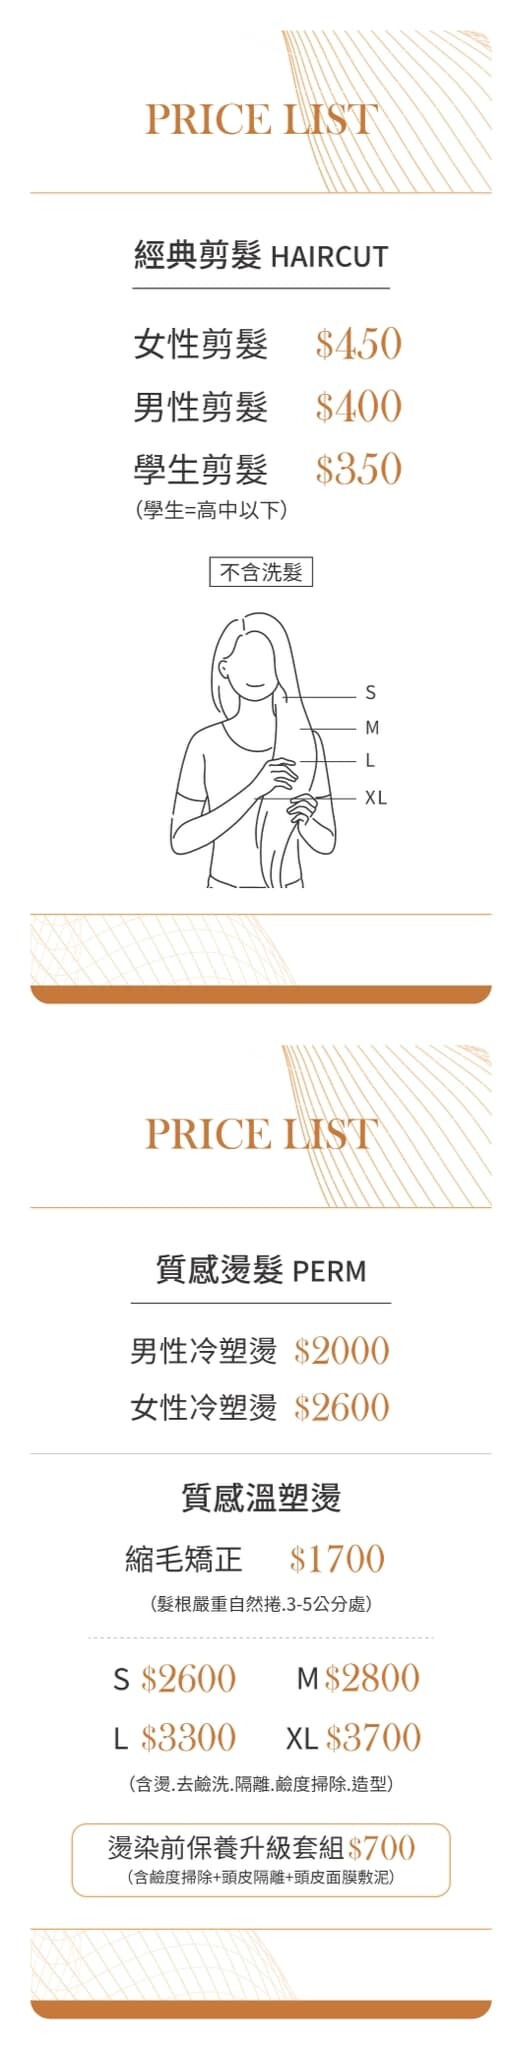 PRICE LIST
經典剪髮 HAIRCUT
女性剪髮 $450
男性剪髮 $400
學生剪髮 $350
(學生=高中以下)
不含洗髮
S
M
L
XL
PRICE LIST
質感燙髮 PERM
男性冷塑燙 $2000
女性冷塑燙 $2600
質感溫塑燙
縮毛矯正 $1700
(髮根嚴重自然捲.3-5公分處)
S $2600 M $2800
L $3300 XL $3700
(含燙.去鹼洗.隔離.鹼度掃除.造型)
燙染前保養升級套組$700
(含鹼度掃除+頭皮隔離+頭皮面膜敷泥)